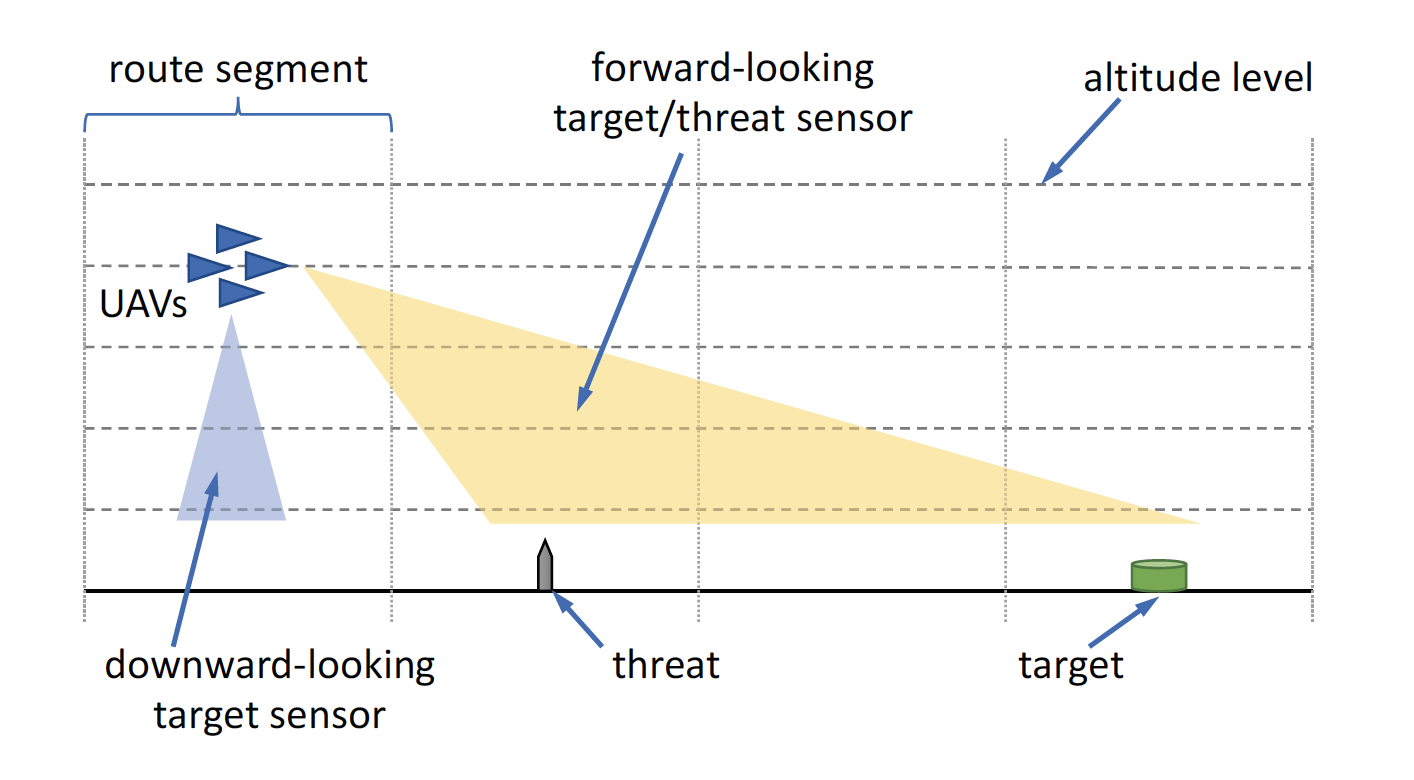 route segment
forward-looking
target/threat sensor
altitude level
UAVs
downward-looking
target sensor
threat
target